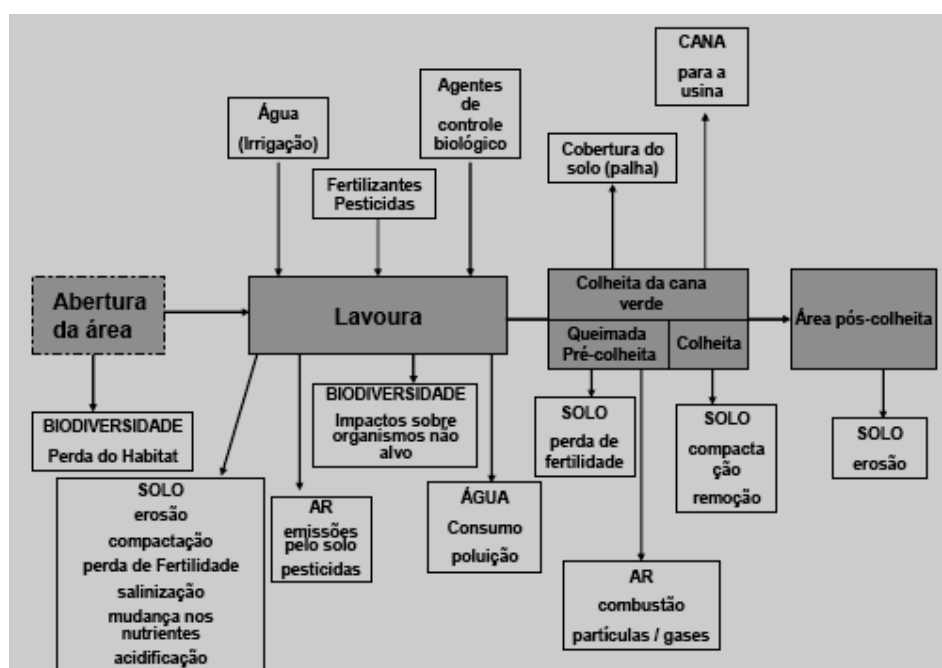 CANA
para a
usina
Água
(Irrigação)
Agentes
de
controle
biológico
Fertilizantes
Pesticidas
Cobertura do
solo (palha)
Abertura
da área
Lavoura
Colheita da cana
verde
Queimada
Pré-colheita
Colheita
Área pós-colheita
BIODIVERSIDADE
Perda do Habitat
SOLO
erosão
compactação
perda de Fertilidade
salinização
mudança nos
nutrientes
acidificação
AR
emissões
pelo solo
pesticidas
BIODIVERSIDADE
Impactos sobre
organismos não
alvo
ÁGUA
Consumo
poluição
SOLO
perda de
fertilidade
AR
combustão
partículas / gases
SOLO
compacta
ção
remoção
SOLO
erosão